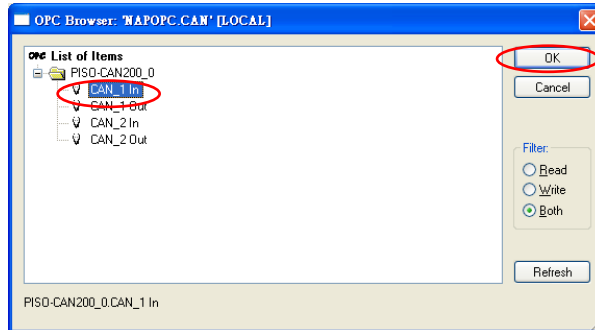 OPC Browser: 'NAPOPC.CAN' [LOCAL]
OPC List of Items
PISO-CAN200_0
CAN_1 In
CAN_1 Out
CAN_2 In
CAN_2 Out
OK
Cancel
Filter:
Read
Write
Both
Refresh
PISO-CAN200_0.CAN_1 In